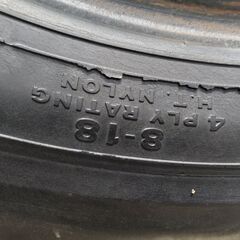 8-18
4 PLY RATING
H.T. NYLON